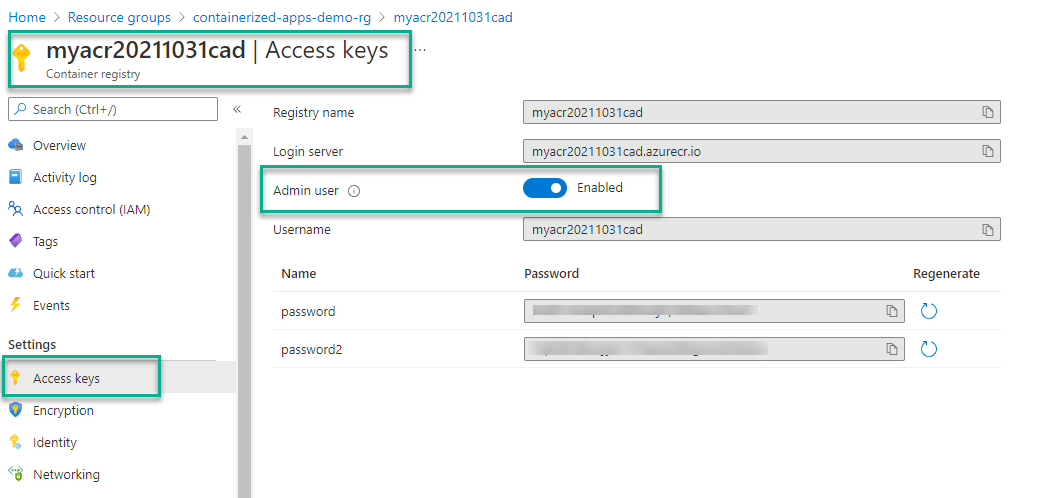 Home > Resource groups > containerized-apps-demo-rg > myacr20211031cad
myacr20211031cad | Access keys ...
Container registry
Search (Ctrl+/) «
Overview
Activity log
Access control (IAM)
Tags
Quick start
Events
Settings
Access keys
Encryption
Identity
Networking
Registry name myacr20211031cad
Login server myacr20211031cad.azurecr.io
Admin user Enabled
Username myacr20211031cad
Name Password Regenerate
password
password2